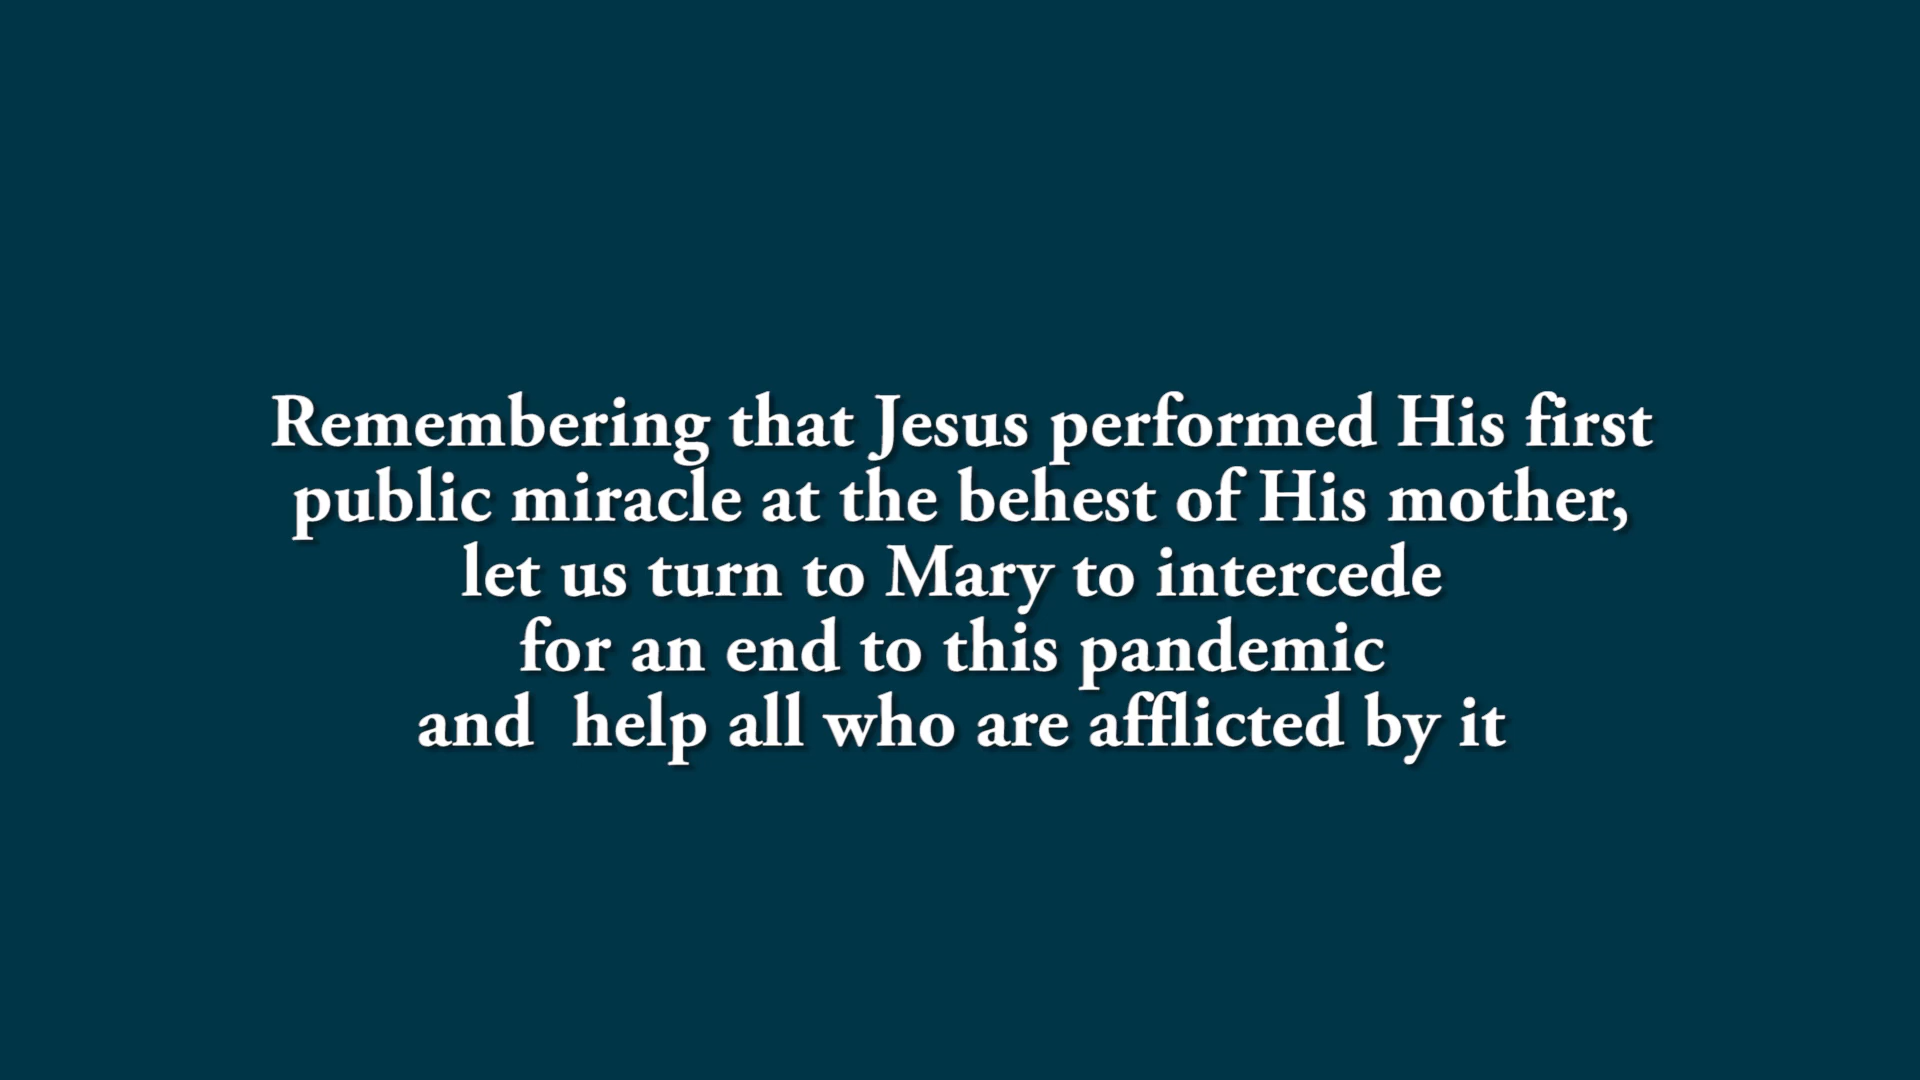 Remembering that Jesus performed His first
public miracle at the behest of His mother,
let us turn to Mary to intercede
for an end to this pandemic
and  help all who are afflicted by it